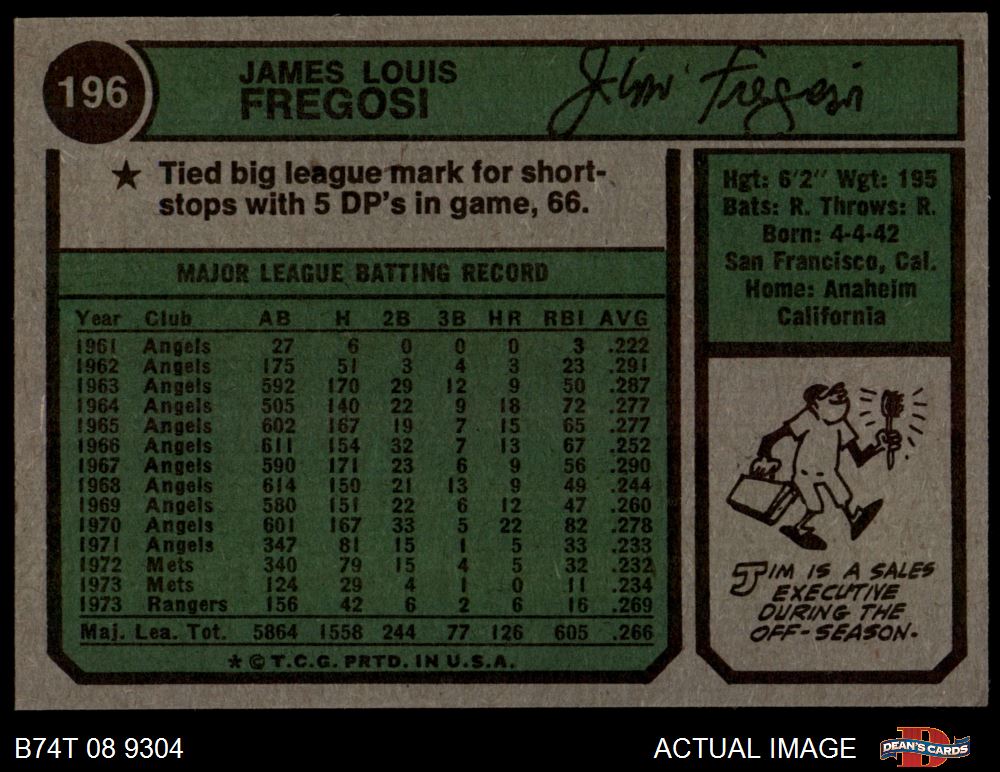 196
JAMES LOUIS
FREGOSI
Jim Fregosi
★ Tied big league mark for short-
stops with 5 DP's in game, 66.
Hgt: 6'2" Wgt: 195
Bats: R. Throws: R.
Born: 4-4-42
San Francisco, Cal.
Home: Anaheim
California
MAJOR LEAGUE BATTING RECORD
Year Club AB H 2B 3B HR RBI AVG
1961 Angels 27 6 0 0 0 3 .222
1962 Angels 175 51 3 4 3 23 .291
1963 Angels 592 170 29 12 9 50 .287
1964 Angels 505 140 22 9 18 72 .277
1965 Angels 602 167 19 7 15 65 .277
1966 Angels 611 154 32 7 13 67 .252
1967 Angels 590 171 23 6 9 56 .290
1968 Angels 614 150 21 13 9 49 .244
1969 Angels 580 151 22 6 12 47 .260
1970 Angels 601 167 33 5 22 82 .278
1971 Angels 347 81 15 1 5 33 .233
1972 Mets 340 79 15 4 5 32 .232
1973 Mets 124 29 4 1 0 11 .234
1973 Rangers 156 42 6 2 6 16 .269
Maj. Lea. Tot. 5864 1558 244 77 126 605 .266
★ © T.C.G. PRTD. IN U.S.A.
JIM IS A SALES
EXECUTIVE
DURING THE
OFF-SEASON.
B74T 08 9304
ACTUAL IMAGE
DEAN'S CARDS